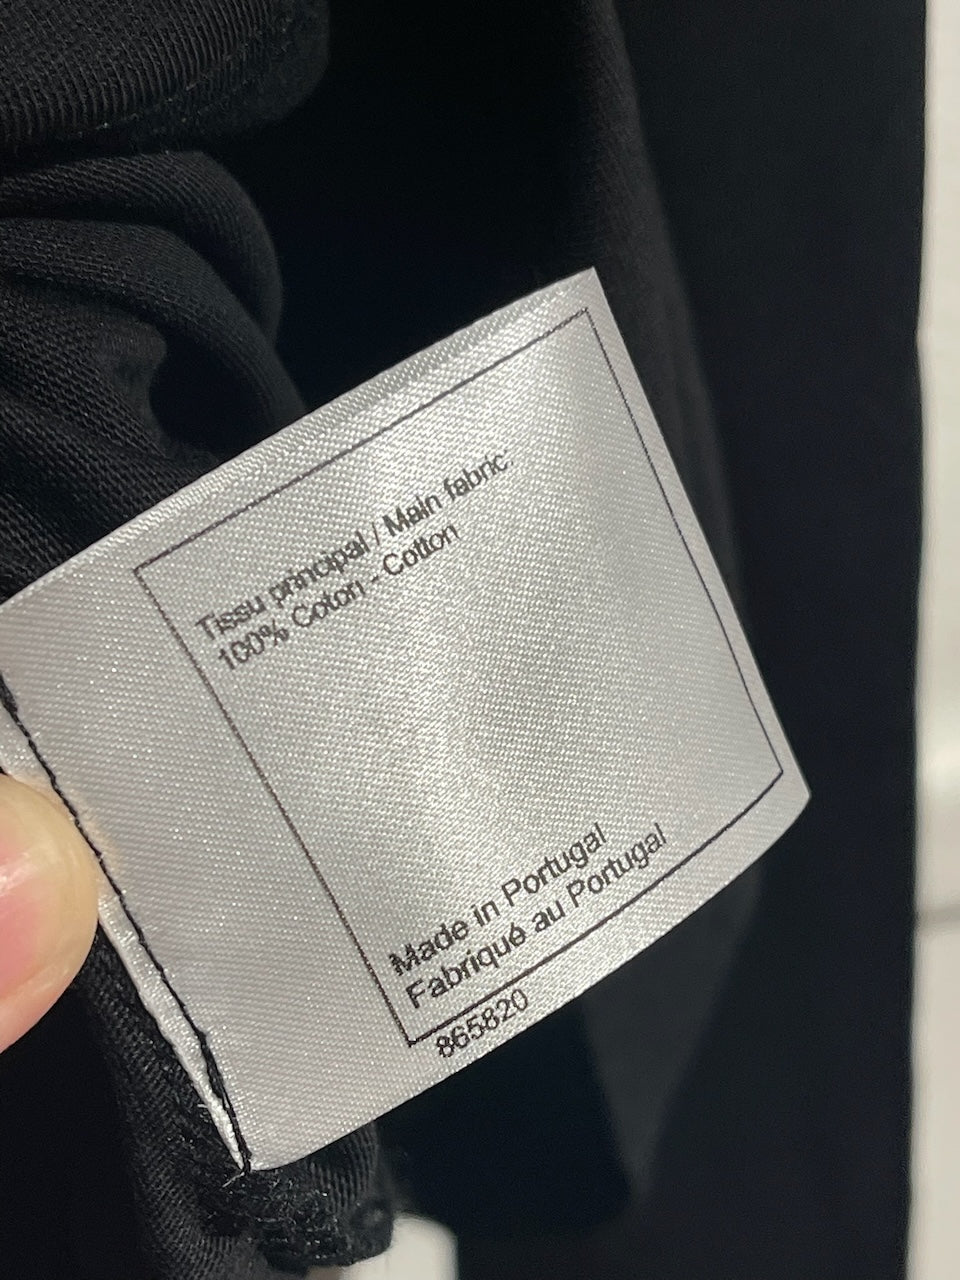 Tissu principal / Main fabric
100% Coton - Cotton
Made in Portugal
Fabriqué au Portugal
865820